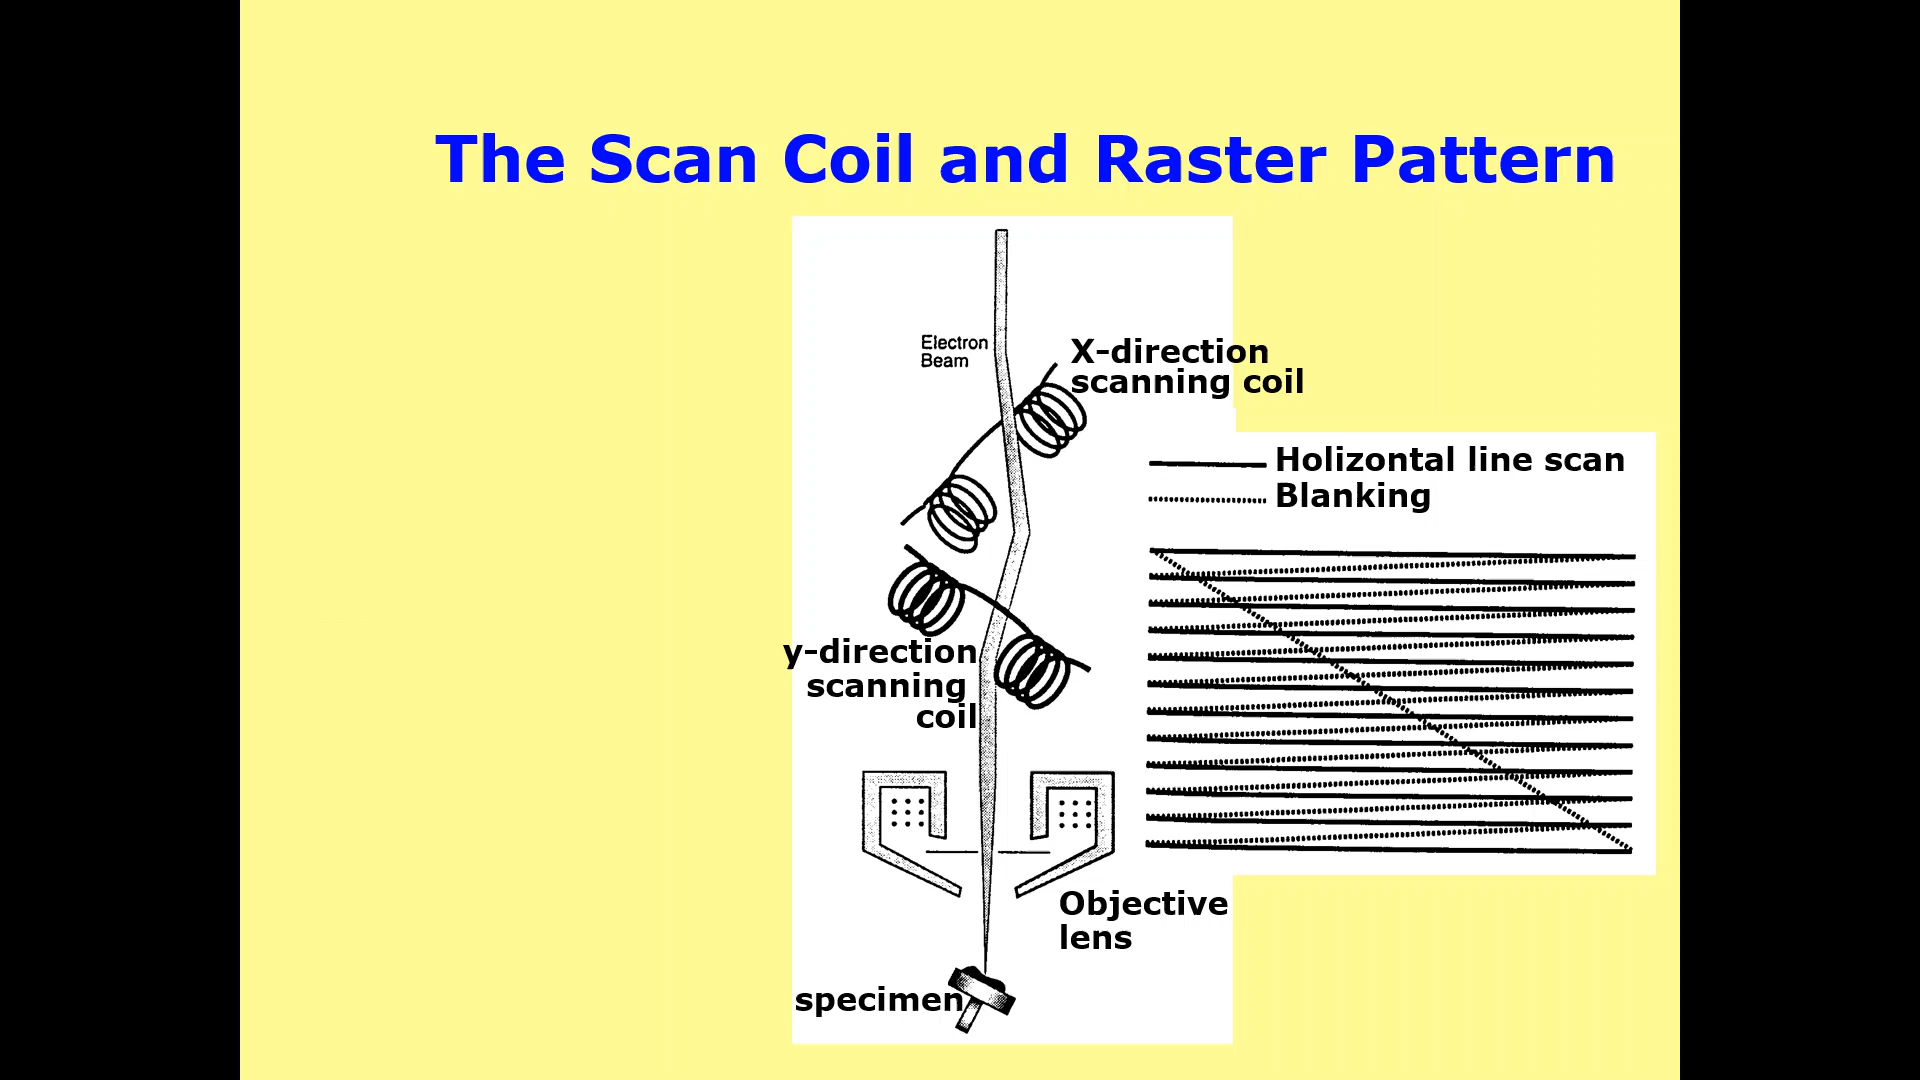 The Scan Coil and Raster Pattern
Electron
Beam
X-direction
scanning coil
Holizontal line scan
Blanking
y-direction
scanning
coil
Objective
lens
specimen